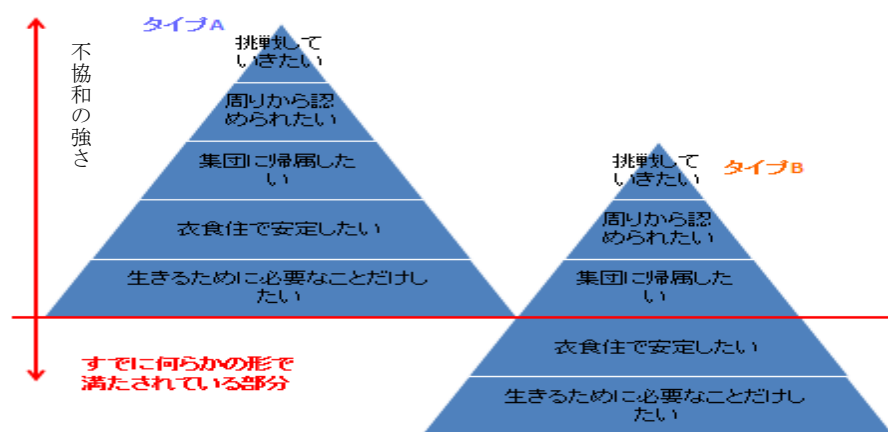 タイプA
不協和の強さ
挑戦して
いきたい
周りから認
められたい
集団に帰属した
い
衣食住で安定したい
生きるために必要なことだけし
たい
タイプB
挑戦して
いきたい
周りから認
められたい
集団に帰属した
い
衣食住で安定したい
生きるために必要なことだけし
たい
すでに何らかの形で
満たされている部分